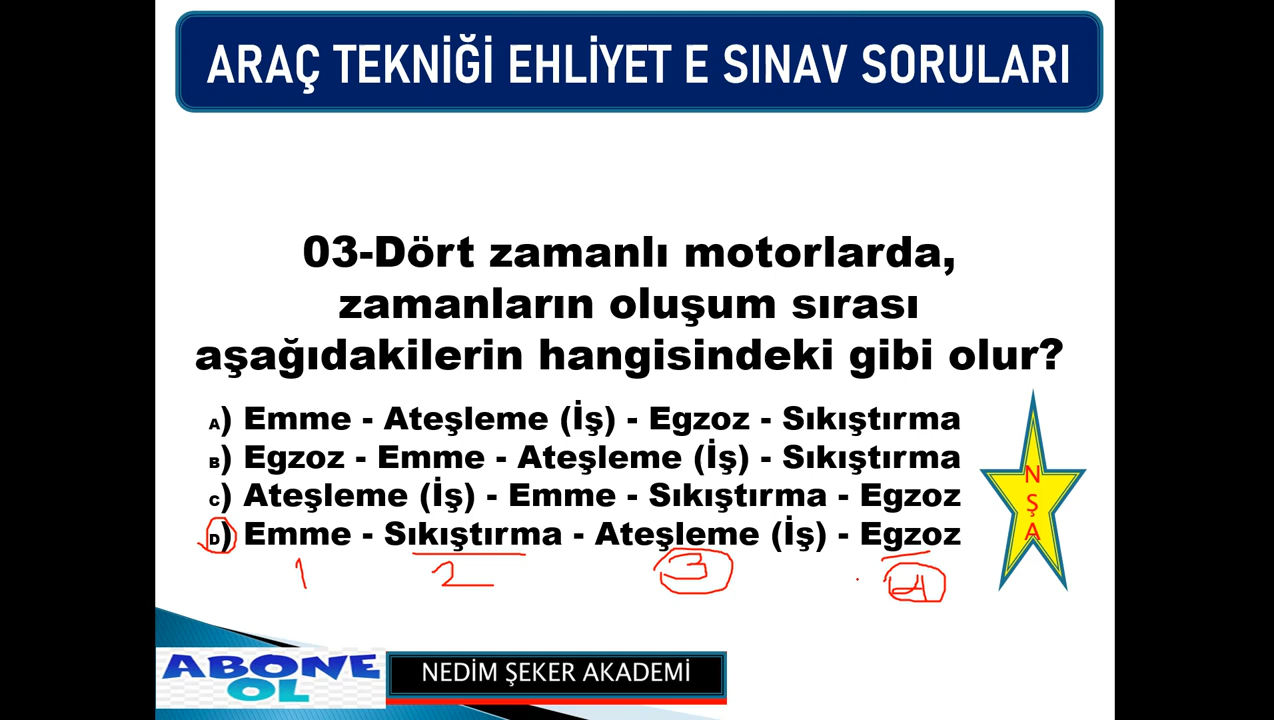 ARAÇ TEKNİĞİ EHLİYET E SINAV SORULARI
03-Dört zamanlı motorlarda,
zamanların oluşum sırası
aşağıdakilerin hangisindeki gibi olur?
A) Emme - Ateşleme (İş) - Egzoz - Sıkıştırma
B) Egzoz - Emme - Ateşleme (İş) - Sıkıştırma
C) Ateşleme (İş) - Emme - Sıkıştırma - Egzoz
D) Emme - Sıkıştırma - Ateşleme (İş) - Egzoz
1 2 3 4
N
Ş
A
ABONE
OL
NEDİM ŞEKER AKADEMİ